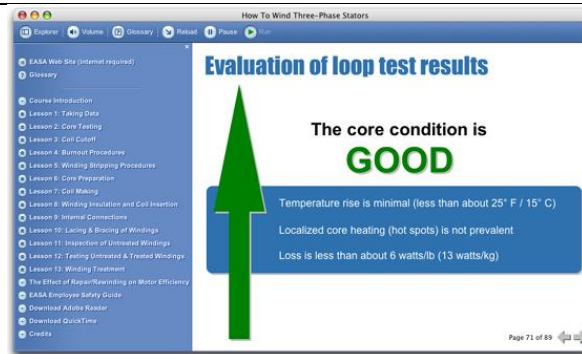 How To Wind Three-Phase Stators
Explorer Volume Glossary Reload Pause Run
EASA Web Site (Internet required)
Glossary
Course Introduction
Lesson 1: Taking Data
Lesson 2: Core Testing
Lesson 3: Coil Cutoff
Lesson 4: Burnout Procedures
Lesson 5: Winding Stripping Procedures
Lesson 6: Core Preparation
Lesson 7: Coil Making
Lesson 8: Winding Insulation and Coil Insertion
Lesson 9: Internal Connections
Lesson 10: Lacing & Bracing of Windings
Lesson 11: Inspection of Untreated Windings
Lesson 12: Testing Untreated & Treated Windings
Lesson 13: Winding Treatment
The Effect of Repair/Rewinding on Motor Efficiency
EASA Employee Safety Guide
Download Adobe Reader
Download QuickTime
Credits
Evaluation of loop test results
The core condition is
GOOD
Temperature rise is minimal (less than about 25° F / 15° C)
Localized core heating (hot spots) is not prevalent
Loss is less than about 6 watts/lb (13 watts/kg)
Page 71 of 89